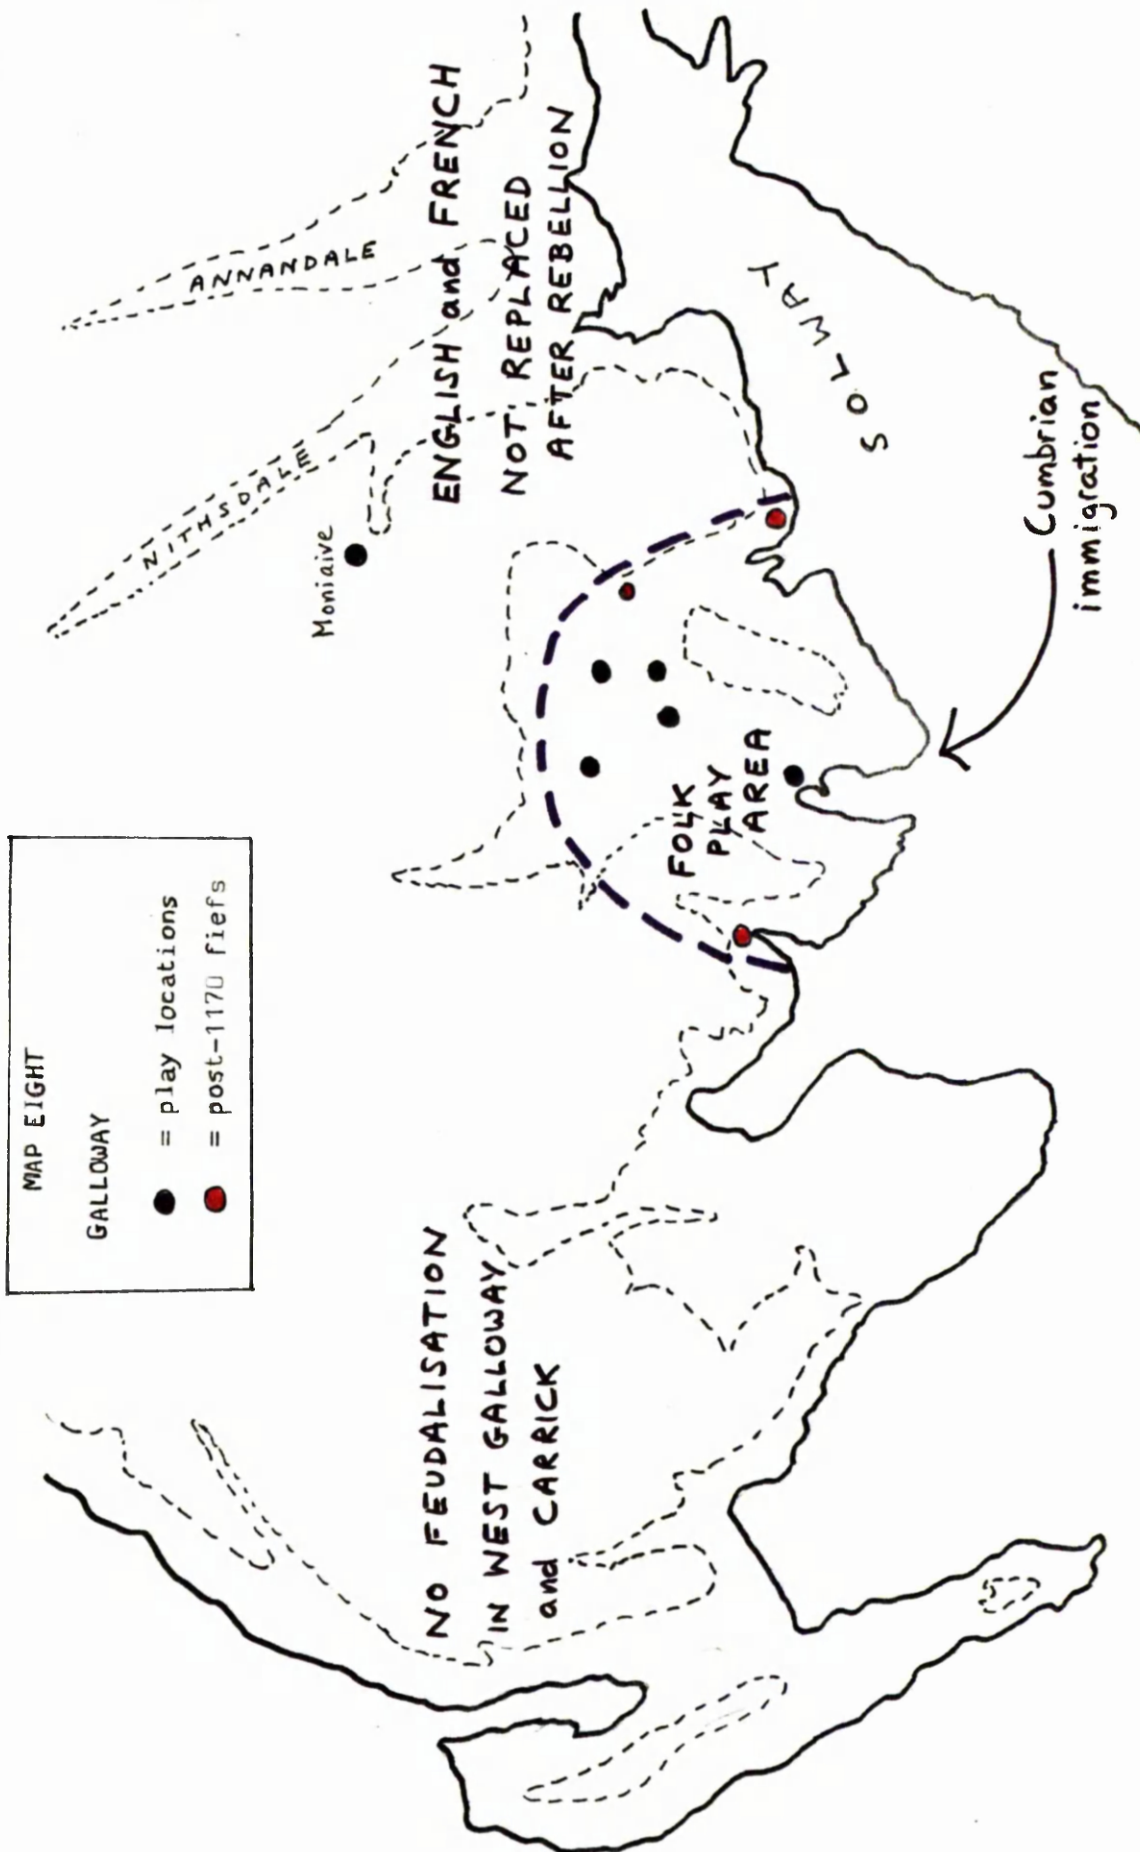 MAP EIGHT
GALLOWAY
= play locations
= post-1170 fiefs
NO FEUDALISATION
IN WEST GALLOWAY
and CARRICK
NITHSDALE
ANNANDALE
Moniaive
ENGLISH and FRENCH
NOT REPLACED
AFTER REBELLION
FOLK
PLAY
AREA
SOLWAY
Cumbrian
immigration